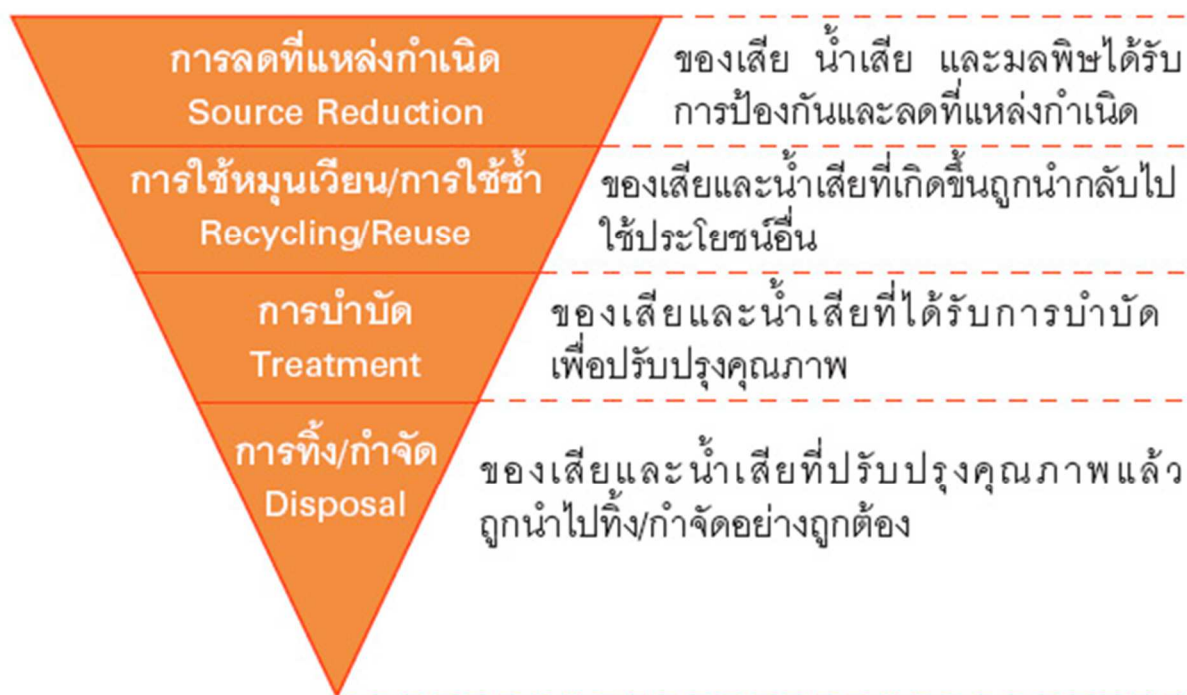 การลดที่แหล่งกำเนิด
Source Reduction
ของเสีย น้ำเสีย และมลพิษได้รับ
การป้องกันและลดที่แหล่งกำเนิด
การใช้หมุนเวียน/การใช้ซ้ำ
Recycling/Reuse
ของเสียและน้ำเสียที่เกิดขึ้นถูกนำกลับไป
ใช้ประโยชน์อื่น
การบำบัด
Treatment
ของเสียและน้ำเสียที่ได้รับการบำบัด
เพื่อปรับปรุงคุณภาพ
การทิ้ง/กำจัด
Disposal
ของเสียและน้ำเสียที่ปรับปรุงคุณภาพแล้ว
ถูกนำไปทิ้ง/กำจัดอย่างถูกต้อง